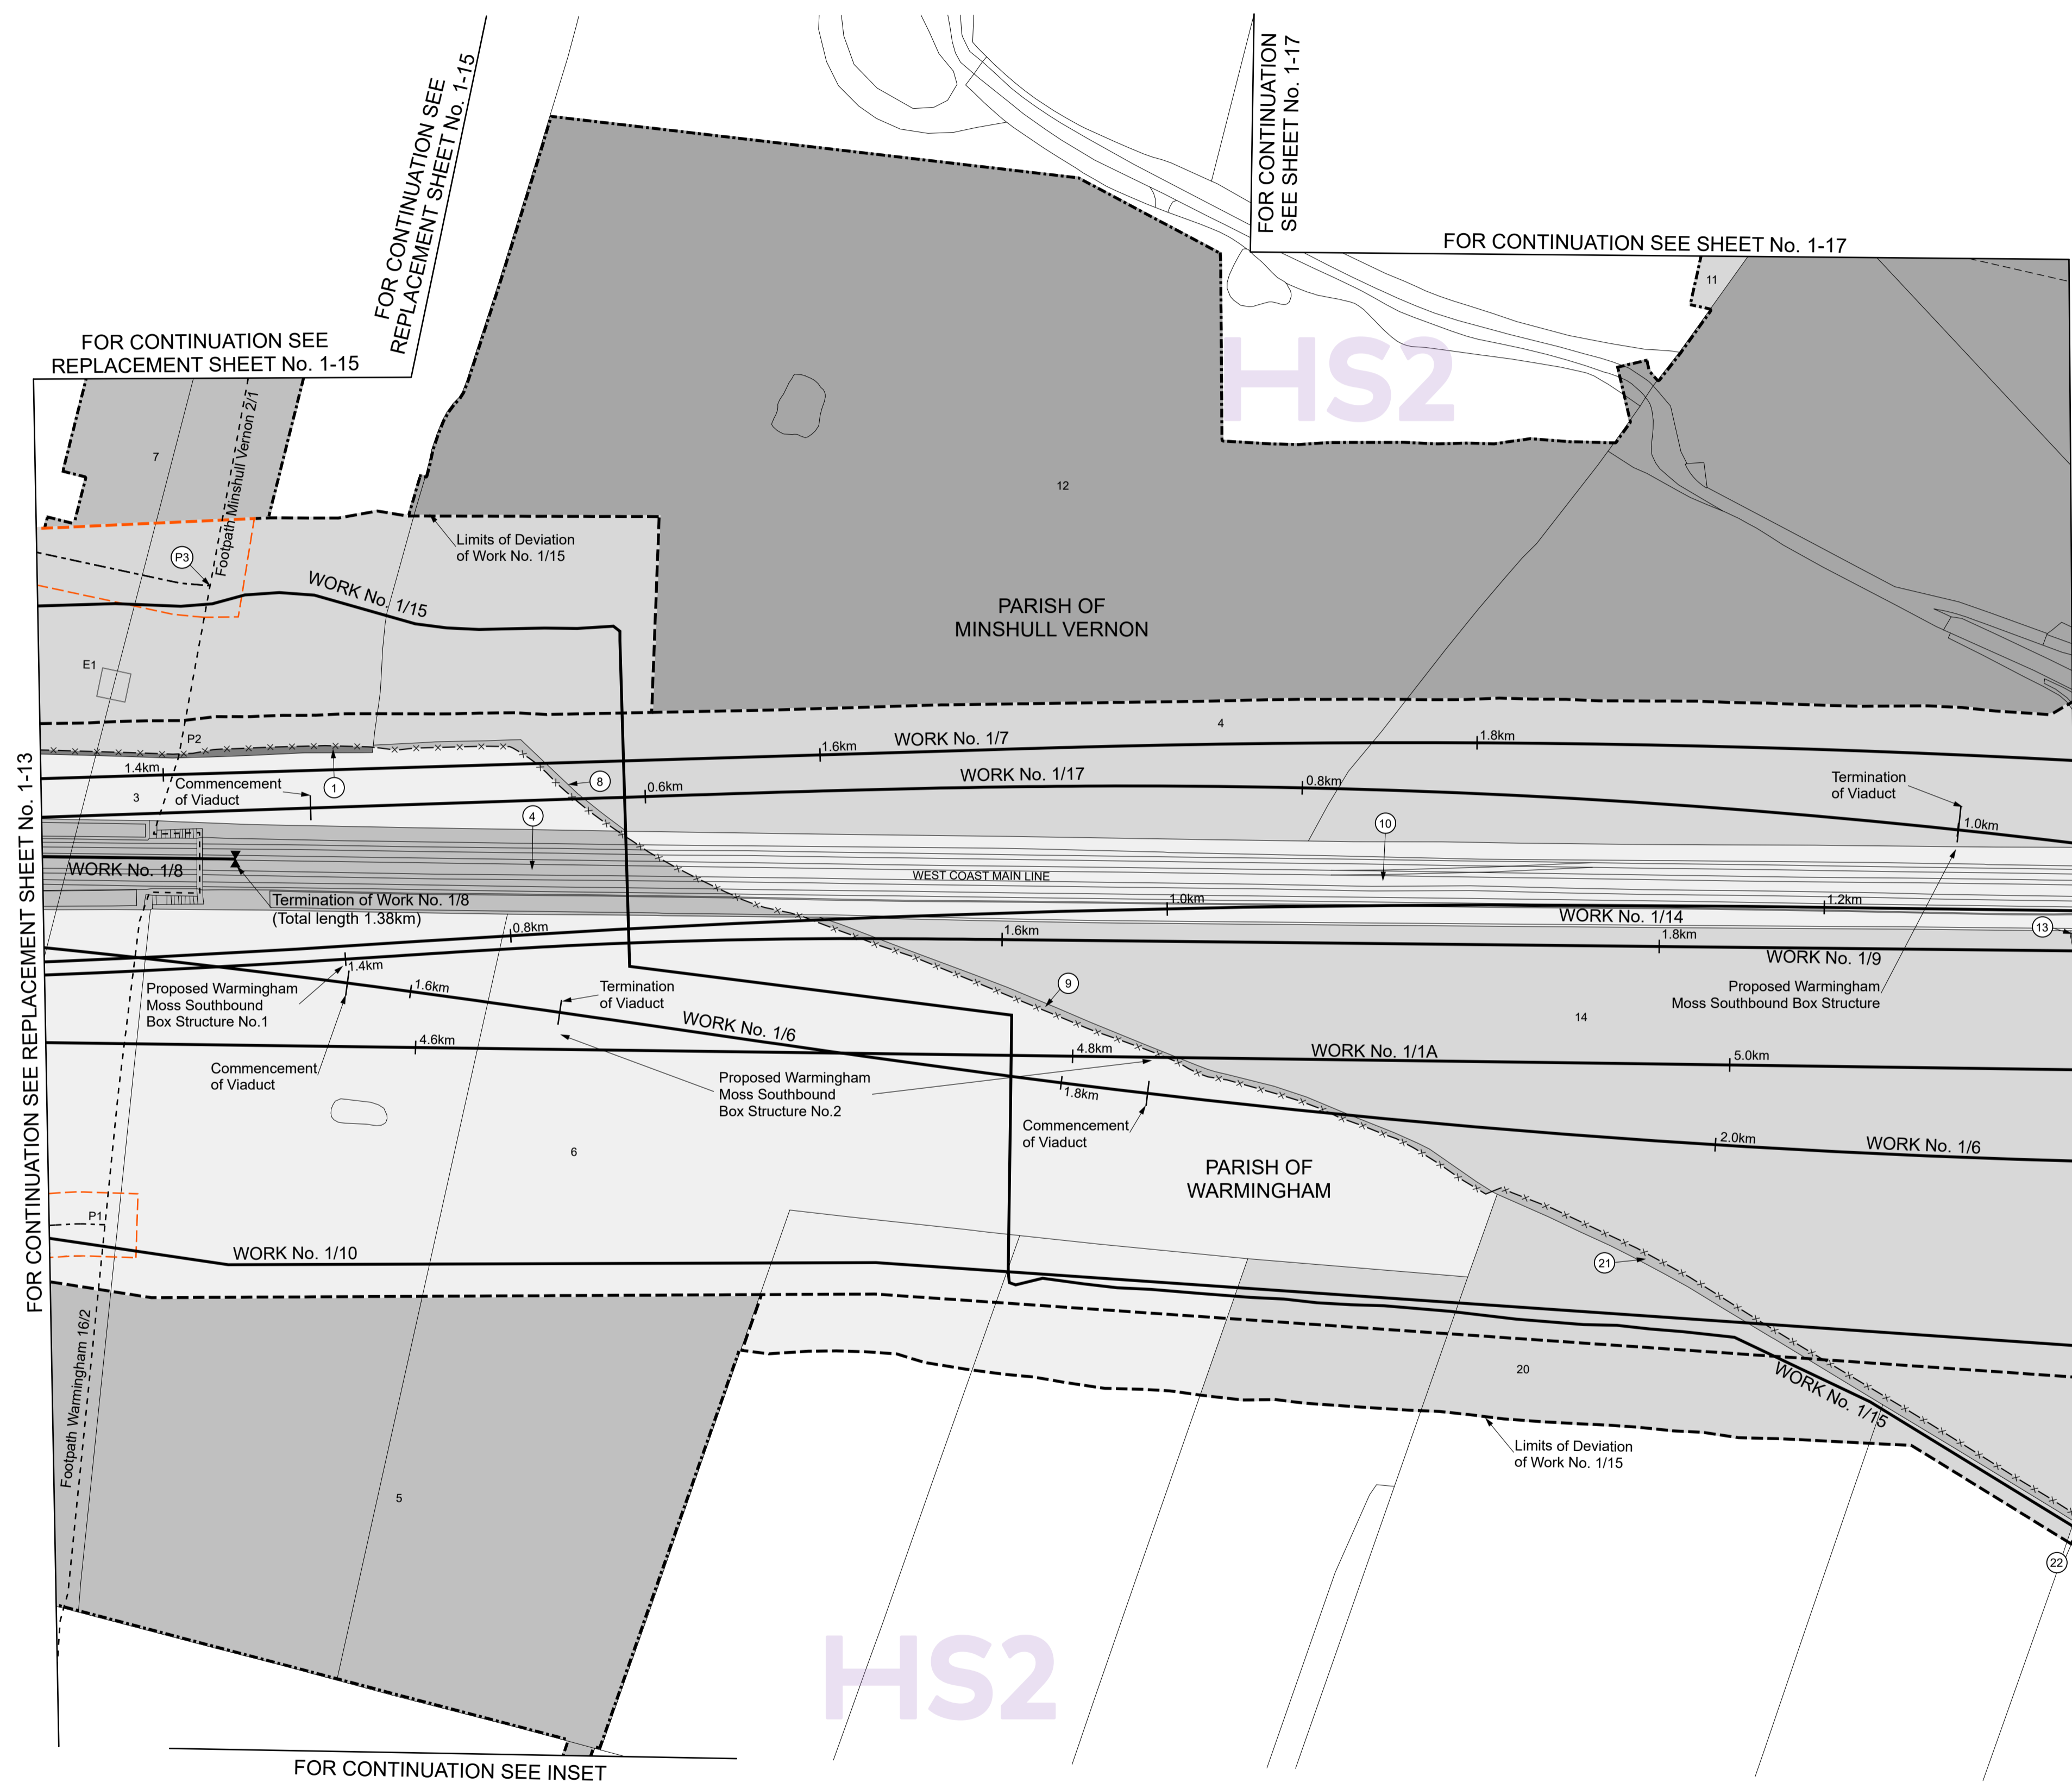 FOR CONTINUATION SEE
REPLACEMENT SHEET No. 1-15
FOR CONTINUATION SEE
REPLACEMENT SHEET No. 1-15
FOR CONTINUATION
SEE SHEET No. 1-17
FOR CONTINUATION SEE SHEET No. 1-17
11
HS2
7
Footpath Minshull Vernon 2/1
12
Limits of Deviation
of Work No. 1/15
P3
WORK No. 1/15
PARISH OF
MINSHULL VERNON
E1
P2
4
WORK No. 1/7
1.6km
1.8km
1.4km
Commencement
of Viaduct
1
8
3
WORK No. 1/17
0.6km
0.8km
Termination
of Viaduct
1.0km
4
10
WORK No. 1/8
WEST COAST MAIN LINE
Termination of Work No. 1/8
(Total length 1.38km)
1.0km
1.2km
WORK No. 1/14
0.8km
1.6km
1.8km
13
WORK No. 1/9
1.4km
Proposed Warmingham
Moss Southbound
Box Structure No.1
1.6km
Termination
of Viaduct
9
Proposed Warmingham
Moss Southbound Box Structure
14
WORK No. 1/6
4.6km
4.8km
WORK No. 1/1A
5.0km
Commencement
of Viaduct
Proposed Warmingham
Moss Southbound
Box Structure No.2
1.8km
Commencement
of Viaduct
2.0km
WORK No. 1/6
6
PARISH OF
WARMINGHAM
P1
WORK No. 1/10
21
FOR CONTINUATION SEE REPLACEMENT SHEET No. 1-13
Footpath Warmingham 16/2
20
WORK No. 1/15
Limits of Deviation
of Work No. 1/15
5
22
HS2
FOR CONTINUATION SEE INSET